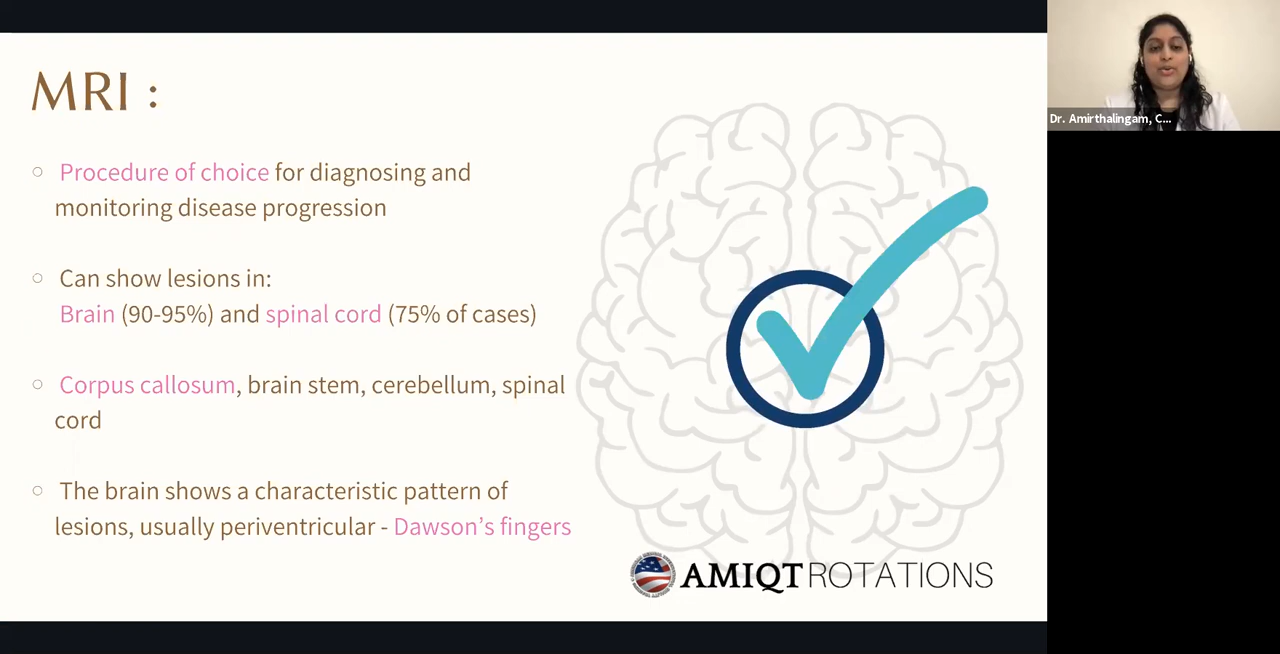 MRI :
Procedure of choice for diagnosing and
monitoring disease progression
Can show lesions in:
Brain (90-95%) and spinal cord (75% of cases)
Corpus callosum, brain stem, cerebellum, spinal
cord
The brain shows a characteristic pattern of
lesions, usually periventricular - Dawson’s fingers
AMIQT ROTATIONS
Dr. Amirthalingam, C...